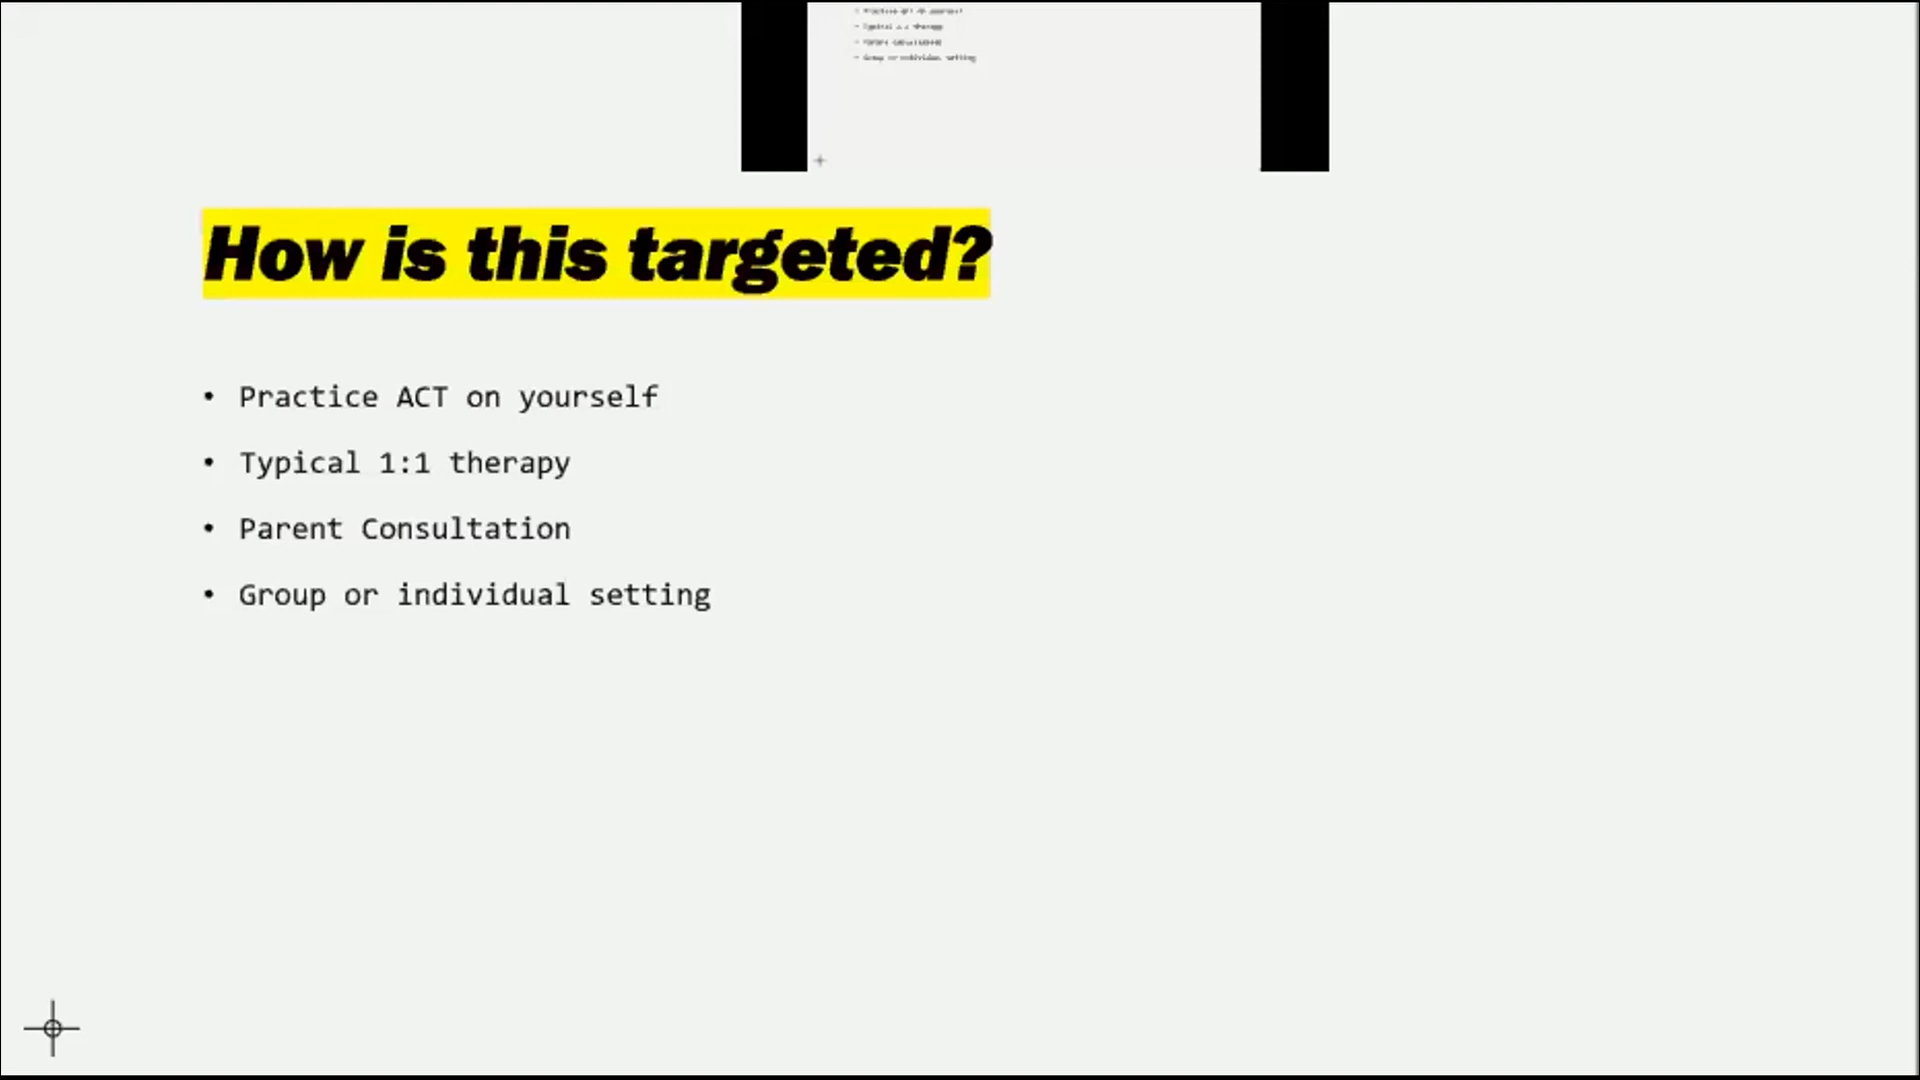 How is this targeted?
• Practice ACT on yourself
• Typical 1:1 therapy
• Parent Consultation
• Group or individual setting